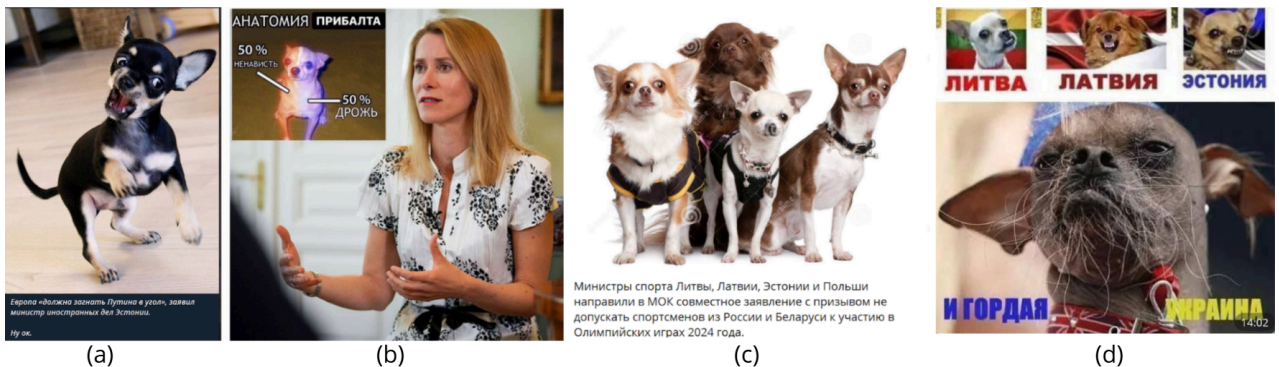 Европа «должна загнать Путина в угол», заявил
министр иностранных дел Эстонии.
Ну ок.
(a)
АНАТОМИЯ ПРИБАЛТА
50 %
НЕНАВИСТЬ
50 %
ДРОЖЬ
(b)
Министры спорта Литвы, Латвии, Эстонии и Польши
направили в МОК совместное заявление с призывом не
допускать спортсменов из России и Беларуси к участию в
Олимпийских играх 2024 года.
(c)
ЛИТВА
ЛАТВИЯ
ЭСТОНИЯ
И ГОРДАЯ
УКРАИНА
14:02
(d)